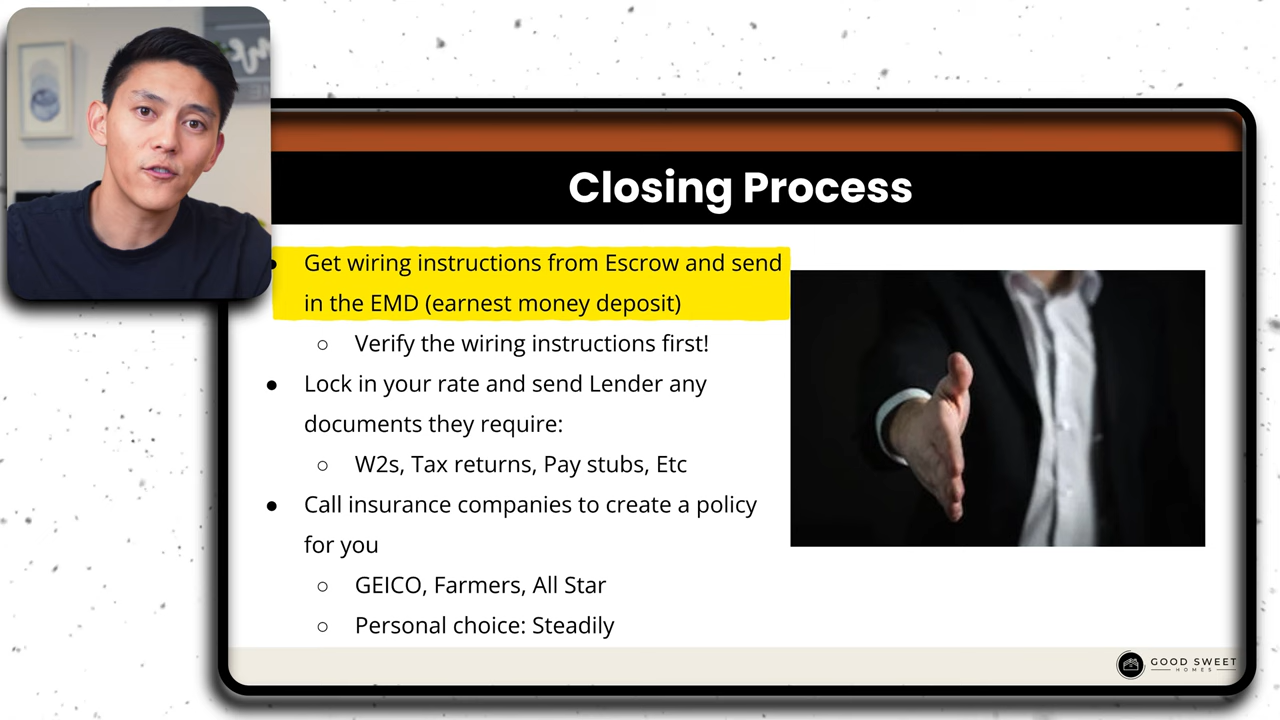 Closing Process
Get wiring instructions from Escrow and send
in the EMD (earnest money deposit)
Verify the wiring instructions first!
Lock in your rate and send Lender any
documents they require:
W2s, Tax returns, Pay stubs, Etc
Call insurance companies to create a policy
for you
GEICO, Farmers, All Star
Personal choice: Steadily
GOOD SWEET
HOMES